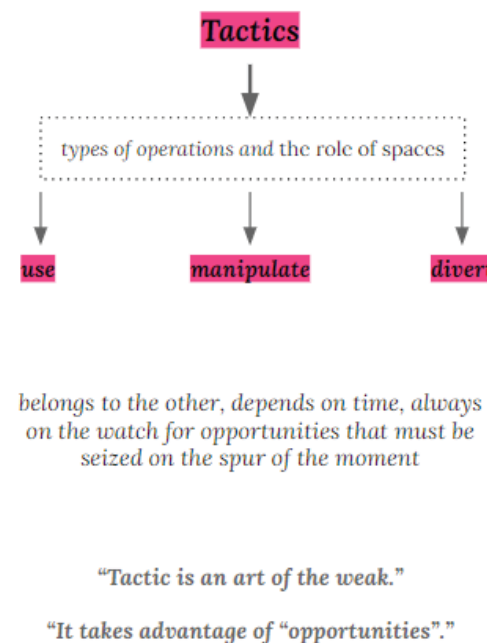 Tactics
types of operations and the role of spaces
use manipulate divert
belongs to the other, depends on time, always
on the watch for opportunities that must be
seized on the spur of the moment
“Tactic is an art of the weak.”
“It takes advantage of “opportunities”.”